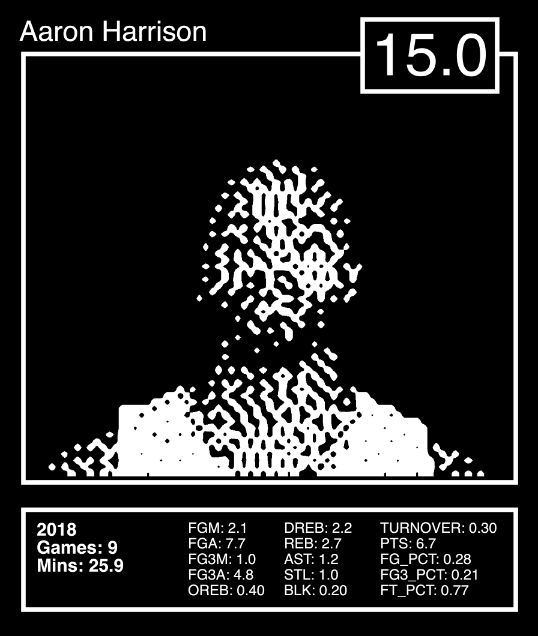 Aaron Harrison
15.0
2018
Games: 9
Mins: 25.9
FGM: 2.1
FGA: 7.7
FG3M: 1.0
FG3A: 4.8
OREB: 0.40
DREB: 2.2
REB: 2.7
AST: 1.2
STL: 1.0
BLK: 0.20
TURNOVER: 0.30
PTS: 6.7
FG_PCT: 0.28
FG3_PCT: 0.21
FT_PCT: 0.77